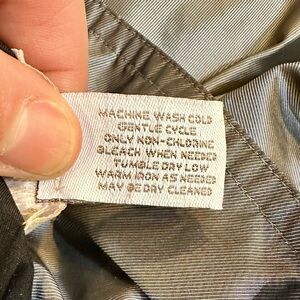 MACHINE WASH COLD
GENTLE CYCLE
ONLY NON-CHLORINE
BLEACH WHEN NEEDED
TUMBLE DRY LOW
WARM IRON AS NEEDED
MAY BE DRY CLEANED